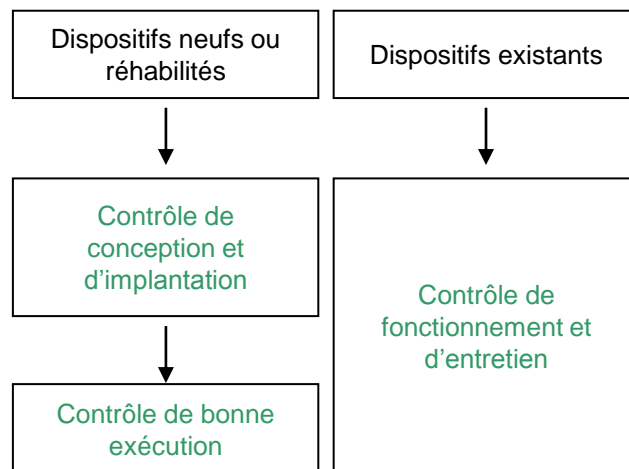 Dispositifs neufs ou
réhabilités
Dispositifs existants
Contrôle de
conception et
d'implantation
Contrôle de bonne
exécution
Contrôle de
fonctionnement et
d'entretien